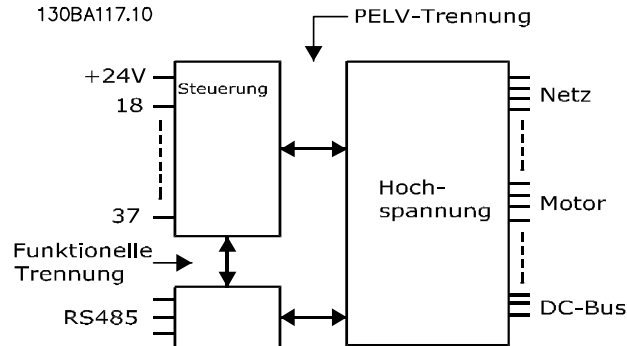 130BA117.10
PELV-Trennung
+24V
Steuerung
18
Netz
Hoch-
spannung
Motor
37
Funktionelle
Trennung
RS485
DC-Bus